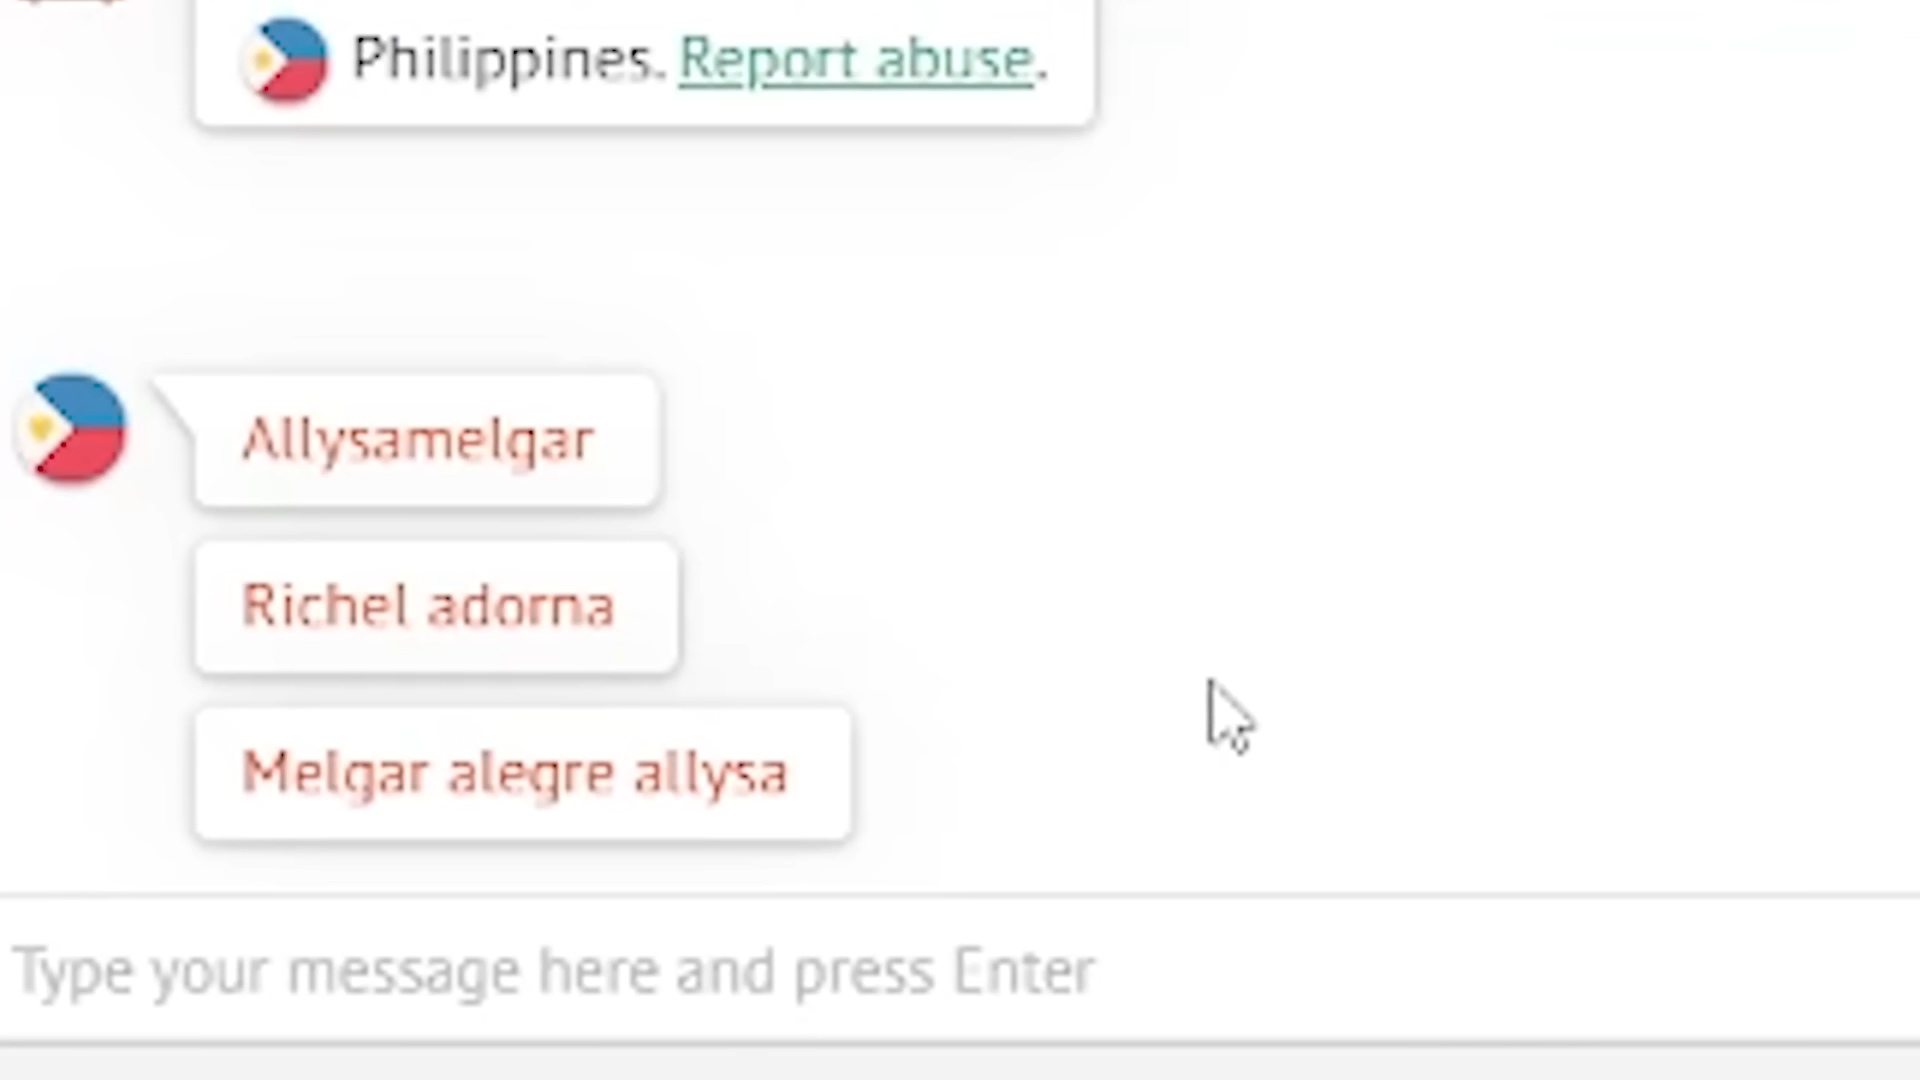 Philippines. Report abuse.
Allysamelgar
Richel adorna
Melgar alegre allysa
Type your message here and press Enter